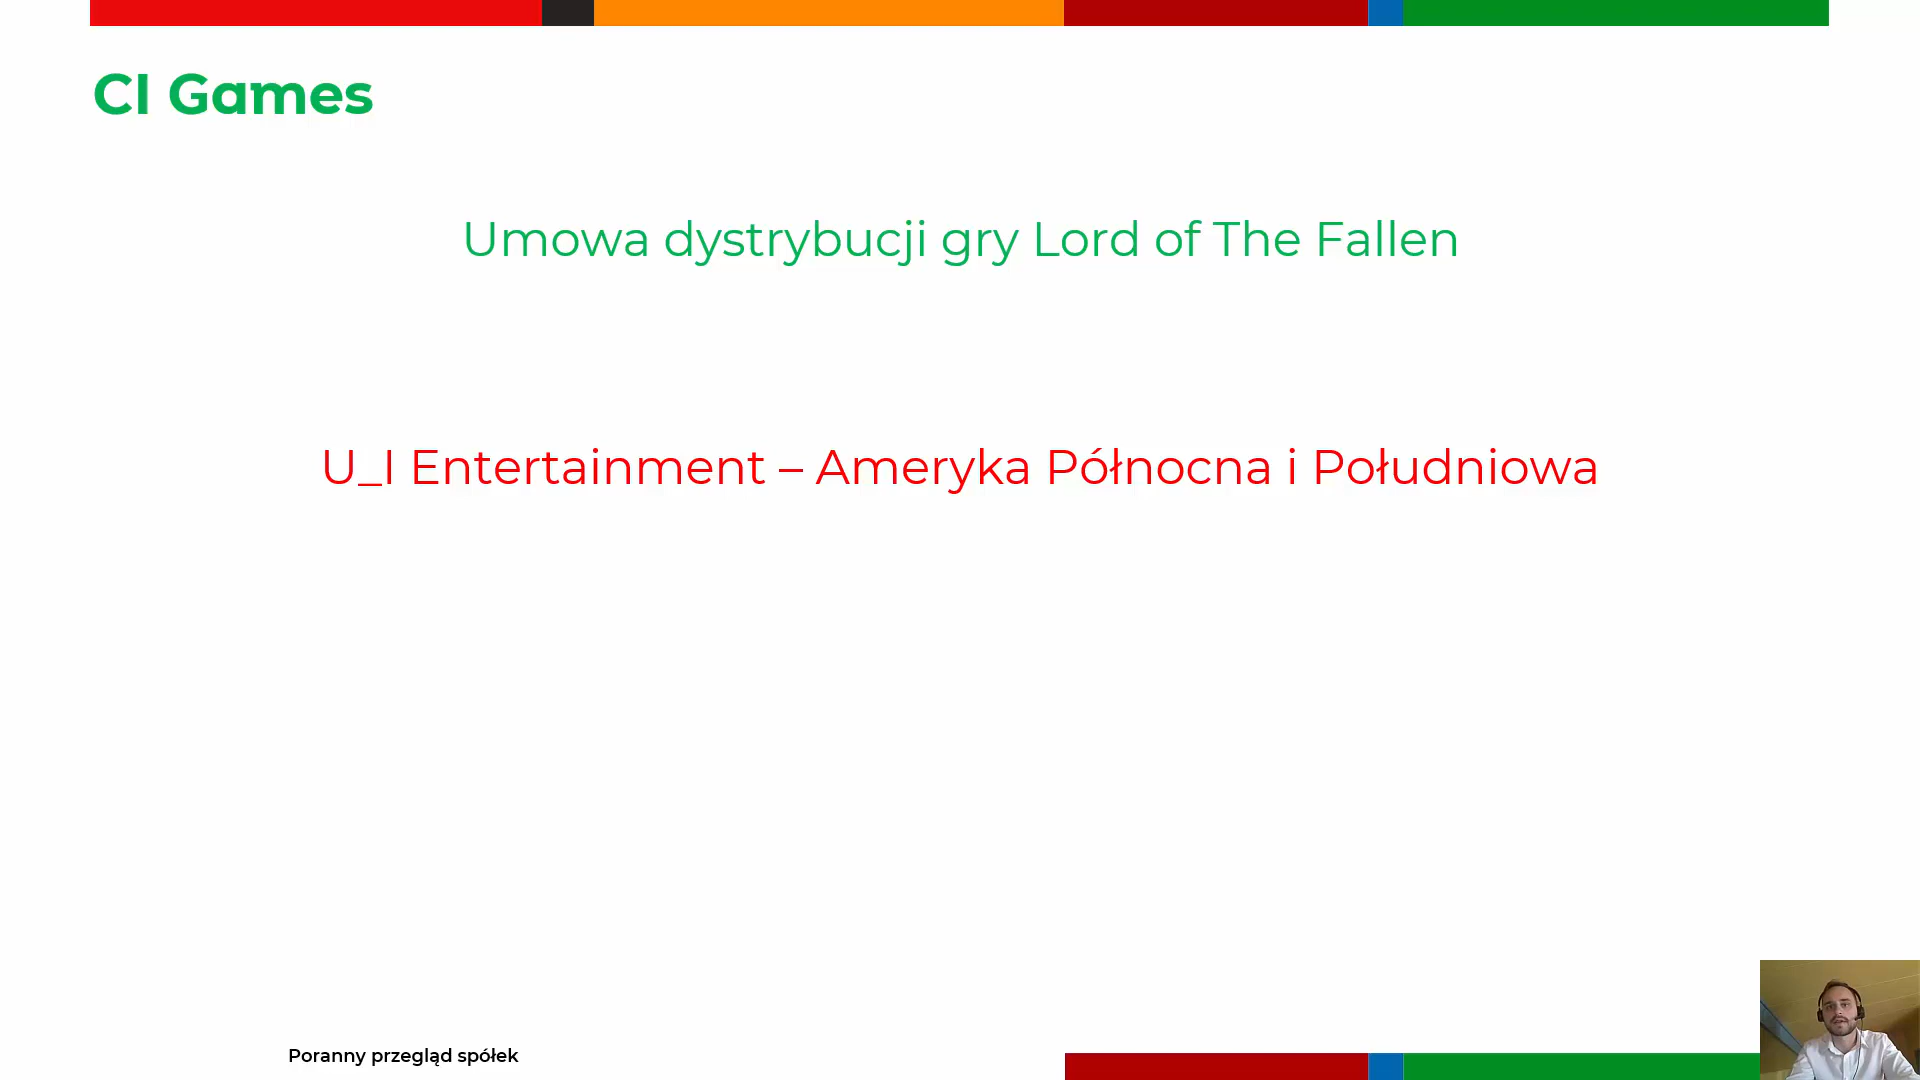 CI Games
Umowa dystrybucji gry Lord of The Fallen
U_I Entertainment – Ameryka Północna i Południowa
Poranny przegląd spółek